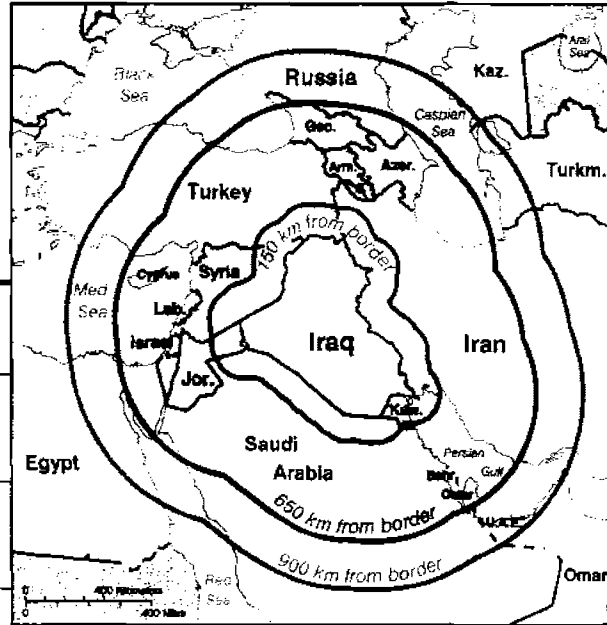 Black
Sea
Russia
Kaz.
Aral
Sea
Caspian
Sea
Geo.
Arm.
Azer.
Turkm.
Turkey
150 km from border
Cyprus
Syria
Med
Sea
Leb.
Israel
Iraq
Iran
Jor.
Kuw.
Saudi
Arabia
Egypt
Persian
Gulf
Bahr.
Qatar
U.A.E.
650 km from border
900 km from border
Oman
Red
Sea
0 400 Kilometers
0 400 Miles